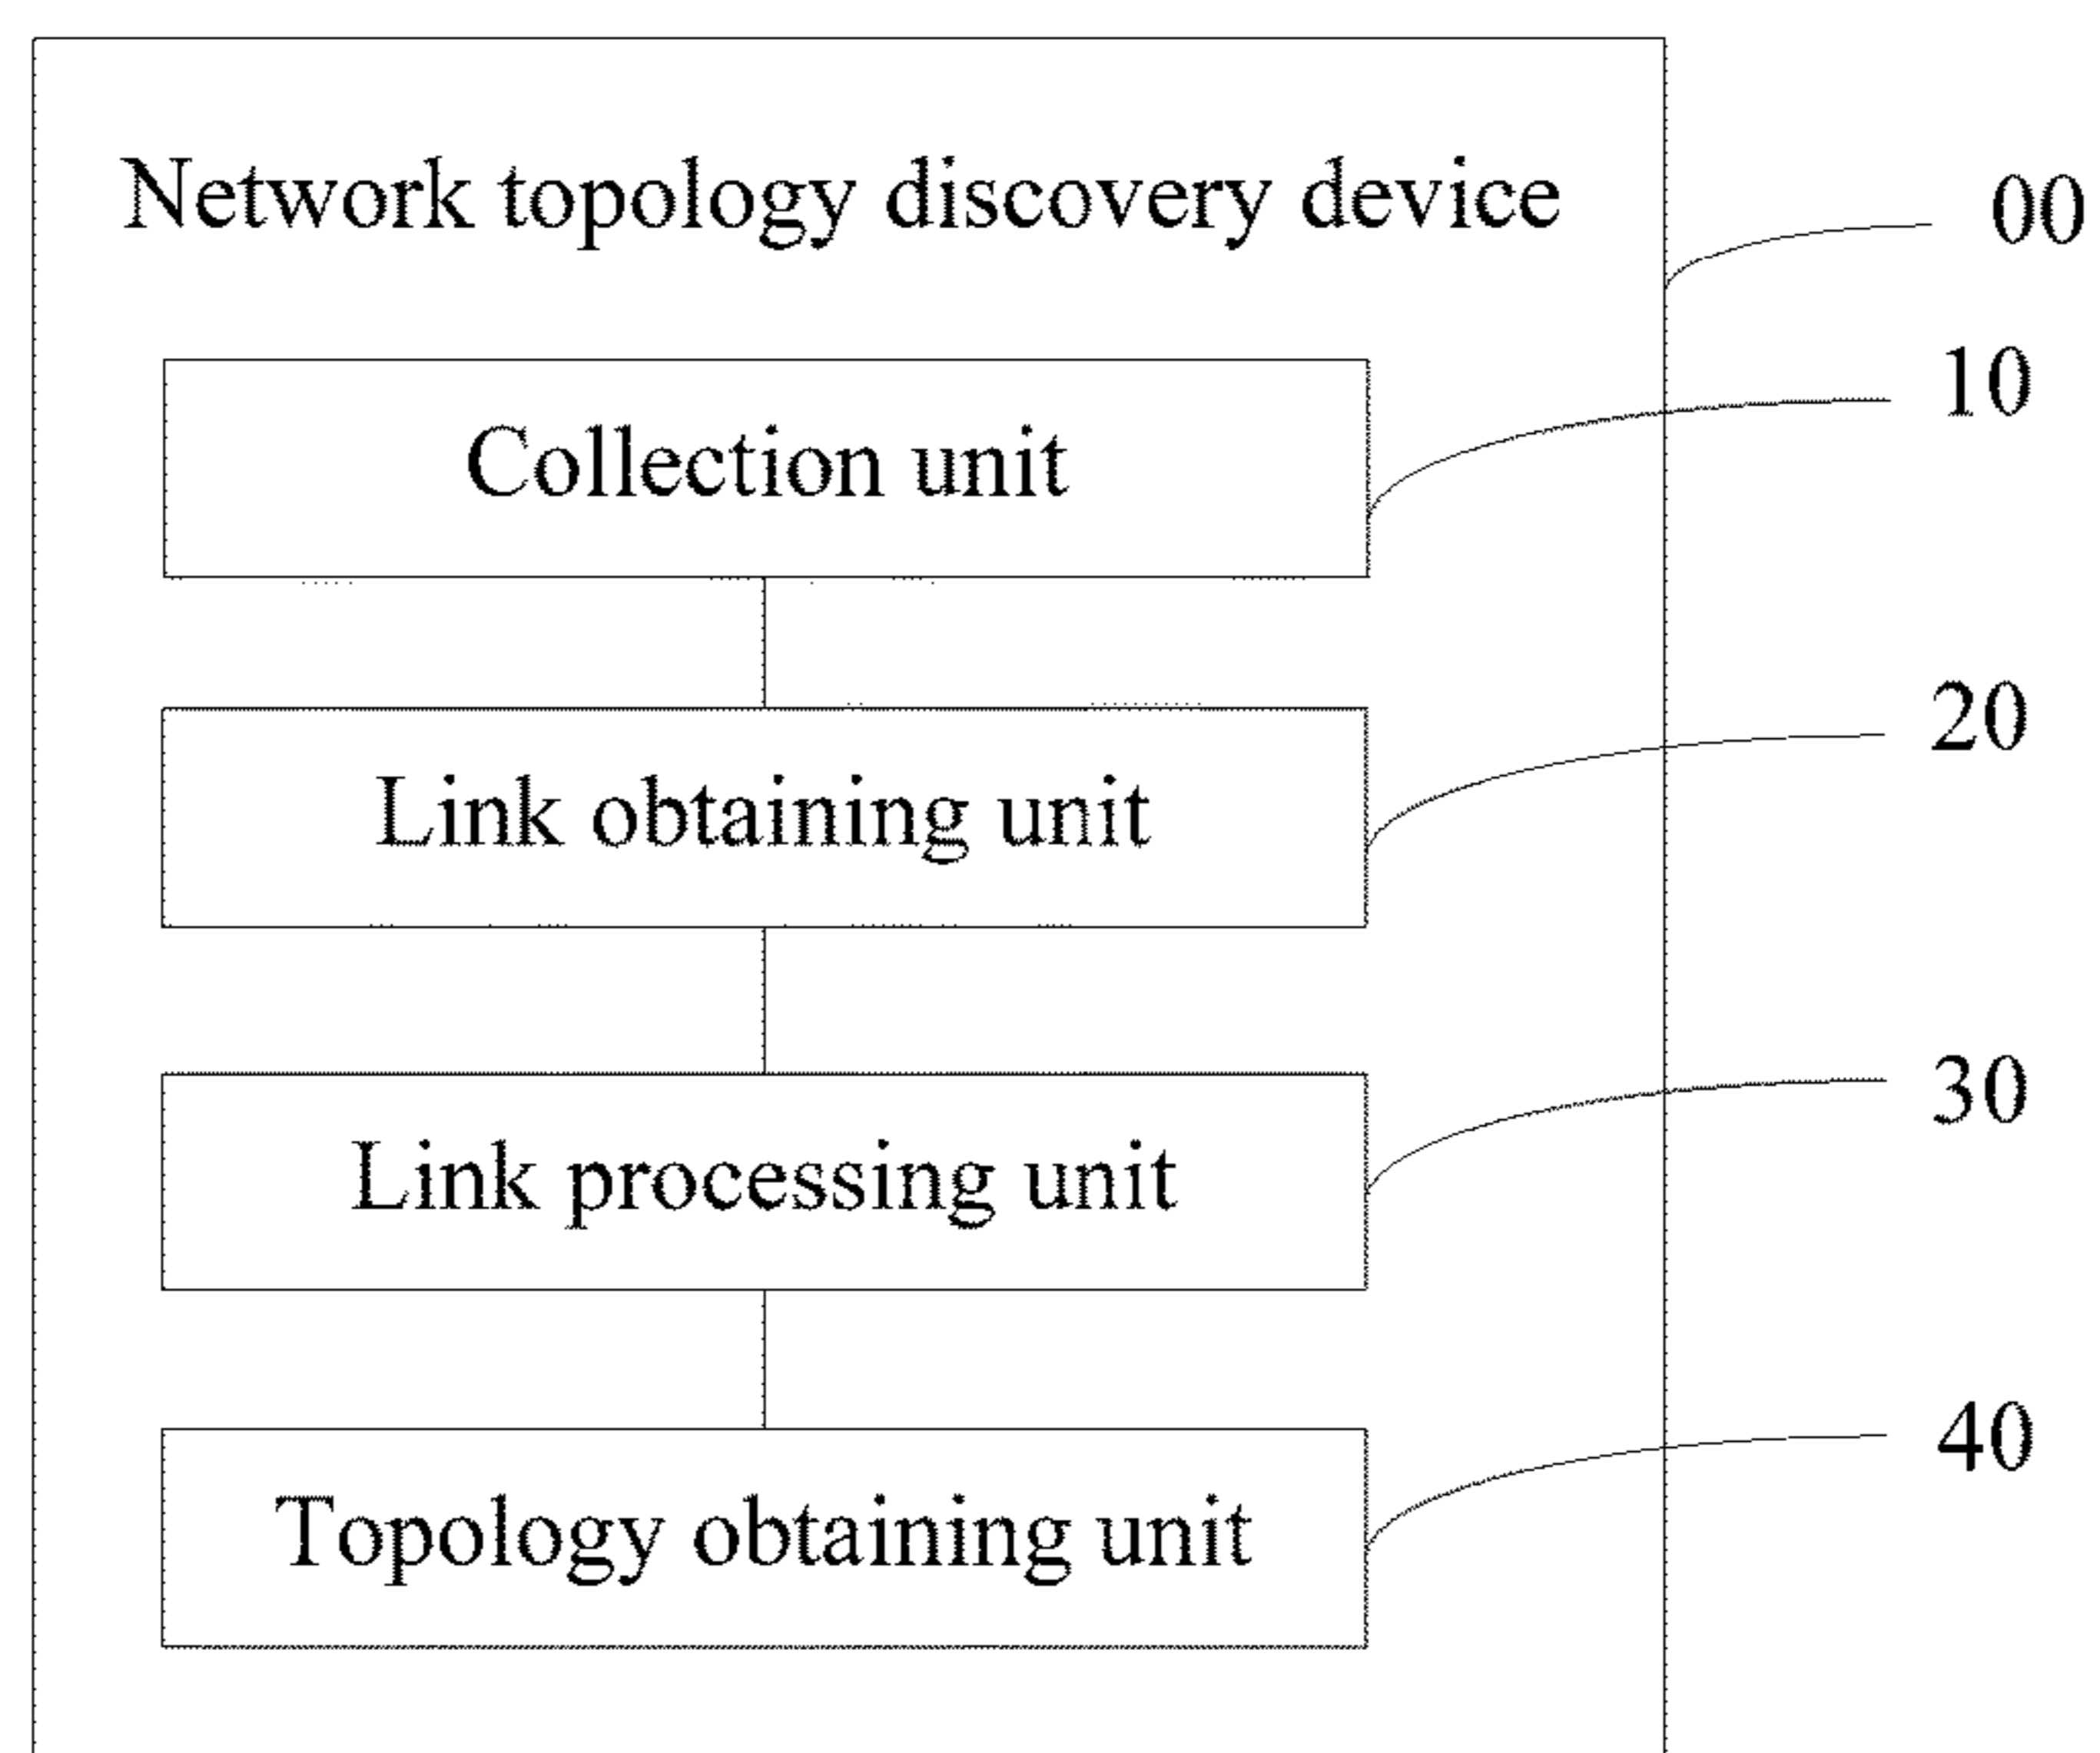 Network topology discovery device
00
10
Collection unit
20
Link obtaining unit
30
Link processing unit
40
Topology obtaining unit